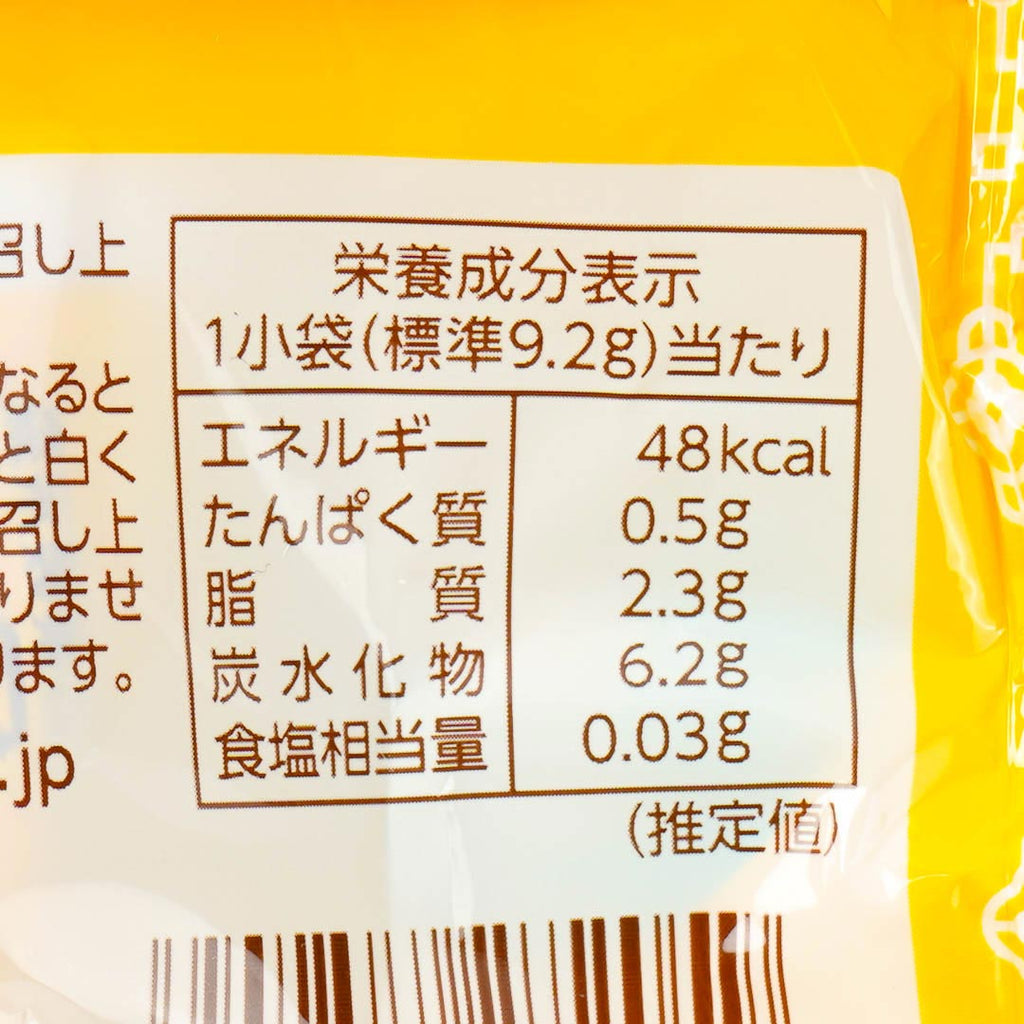 召し上
なると
と白く
召し上
りませ
ります。
.jp
栄養成分表示
1小袋(標準9.2g)当たり
エネルギー 48kcal
たんぱく質 0.5g
脂質 2.3g
炭水化物 6.2g
食塩相当量 0.03g
(推定値)